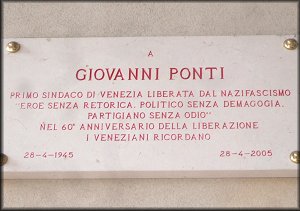 A
GIOVANNI PONTI
PRIMO SINDACO DI VENEZIA LIBERATA DAL NAZIFASCISMO
"EROE SENZA RETORICA, POLITICO SENZA DEMAGOGIA,
PARTIGIANO SENZA ODIO"
NEL 60° ANNIVERSARIO DELLA LIBERAZIONE
I VENEZIANI RICORDANO
28-4-1945 28-4-2005